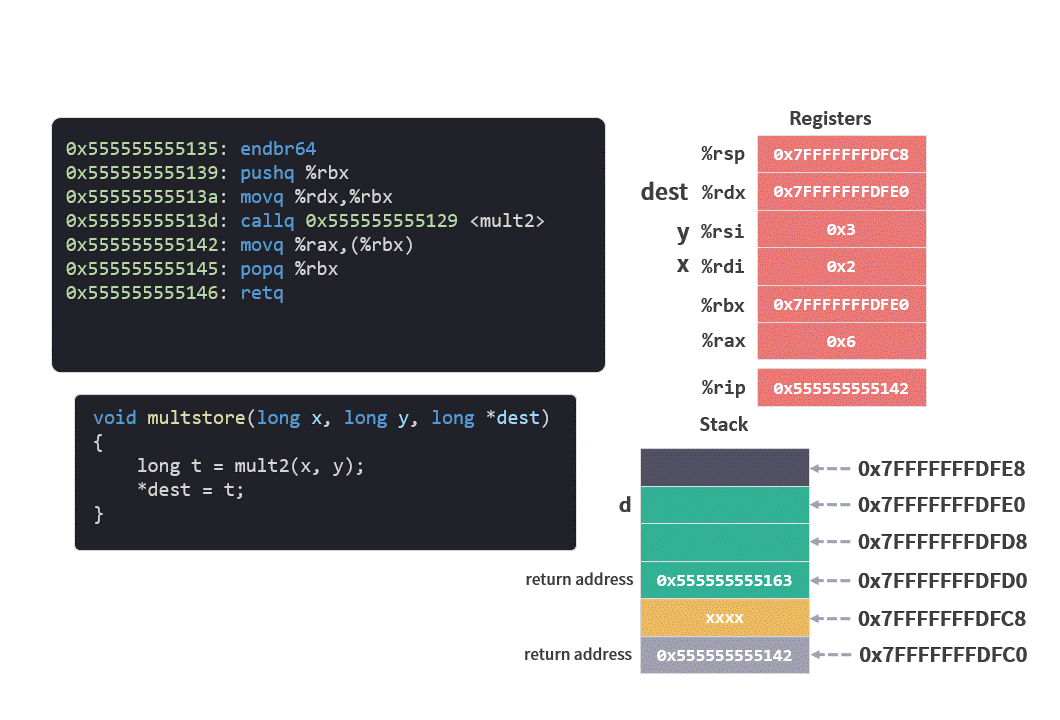 Registers
%rsp 0x7FFFFFFFDFC8
dest %rdx 0x7FFFFFFFDFE0
y %rsi 0x3
x %rdi 0x2
%rbx 0x7FFFFFFFDFE0
%rax 0x6
%rip 0x555555555142
0x555555555135: endbr64
0x555555555139: pushq %rbx
0x55555555513a: movq %rdx,%rbx
0x55555555513d: callq 0x555555555129 <mult2>
0x555555555142: movq %rax,(%rbx)
0x555555555145: popq %rbx
0x555555555146: retq
void multstore(long x, long y, long *dest)
{
long t = mult2(x, y);
*dest = t;
}
Stack
0x7FFFFFFFDFE8
d 0x7FFFFFFFDFE0
0x7FFFFFFFDFD8
return address 0x555555555163 0x7FFFFFFFDFD0
xxxx 0x7FFFFFFFDFC8
return address 0x555555555142 0x7FFFFFFFDFC0